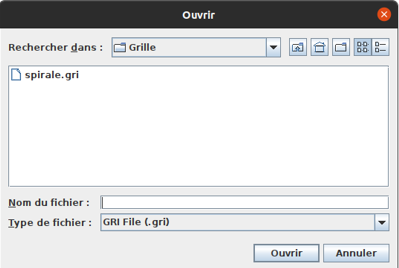 Ouvrir
Rechercher dans : Grille
spirale.gri
Nom du fichier :
Type de fichier : GRI File (.gri)
Ouvrir Annuler